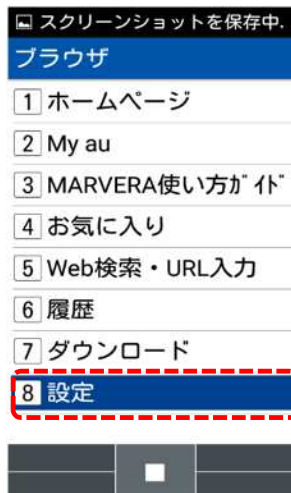 スクリーンショットを保存中.
ブラウザ
1 ホームページ
2 My au
3 MARVERA使い方ｶﾞｲﾄﾞ
4 お気に入り
5 Web検索・URL入力
6 履歴
7 ダウンロード
8 設定